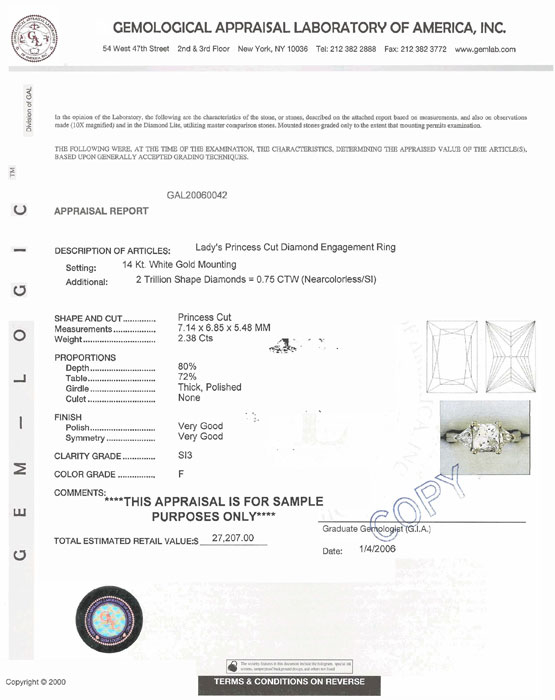 GEMOLOGICAL APPRAISAL LABORATORY OF AMERICA, INC.
54 West 47th Street 2nd & 3rd Floor New York, NY 10036 Tel: 212 382 2888 Fax: 212 382 3772 www.gemlab.com
Division of GAL
In the opinion of the Laboratory, the following are the characteristics of the stone, or stones, described on the attached report based on measurements, and also on observations
made (10X magnified) and in the Diamond Lite, utilizing master comparison stones. Mounted stones graded only to the extent that mounting permits examination.
THE FOLLOWING WERE, AT THE TIME OF THE EXAMINATION, THE CHARACTERISTICS, DETERMINING THE APPRAISED VALUE OF THE ARTICLE(S),
BASED UPON GENERALLY ACCEPTED GRADING TECHNIQUES.
GEM-LOGIC TM
GAL20060042
APPRAISAL REPORT
DESCRIPTION OF ARTICLES: Lady's Princess Cut Diamond Engagement Ring
Setting: 14 Kt. White Gold Mounting
Additional: 2 Trillion Shape Diamonds = 0.75 CTW (Nearcolorless/SI)
SHAPE AND CUT............. Princess Cut
Measurements................ 7.14 x 6.85 x 5.48 MM
Weight........................... 2.38 Cts
PROPORTIONS
Depth............................ 80%
Table............................. 72%
Girdle............................ Thick, Polished
Culet............................. None
FINISH
Polish............................ Very Good
Symmetry..................... Very Good
CLARITY GRADE ........... SI3
COLOR GRADE .............. F
COMMENTS: ****THIS APPRAISAL IS FOR SAMPLE
PURPOSES ONLY****
COPY
TOTAL ESTIMATED RETAIL VALUE:$ 27,207.00
Graduate Gemologist (G.I.A.)
Date: 1/4/2006
Copyright © 2000
TERMS & CONDITIONS ON REVERSE